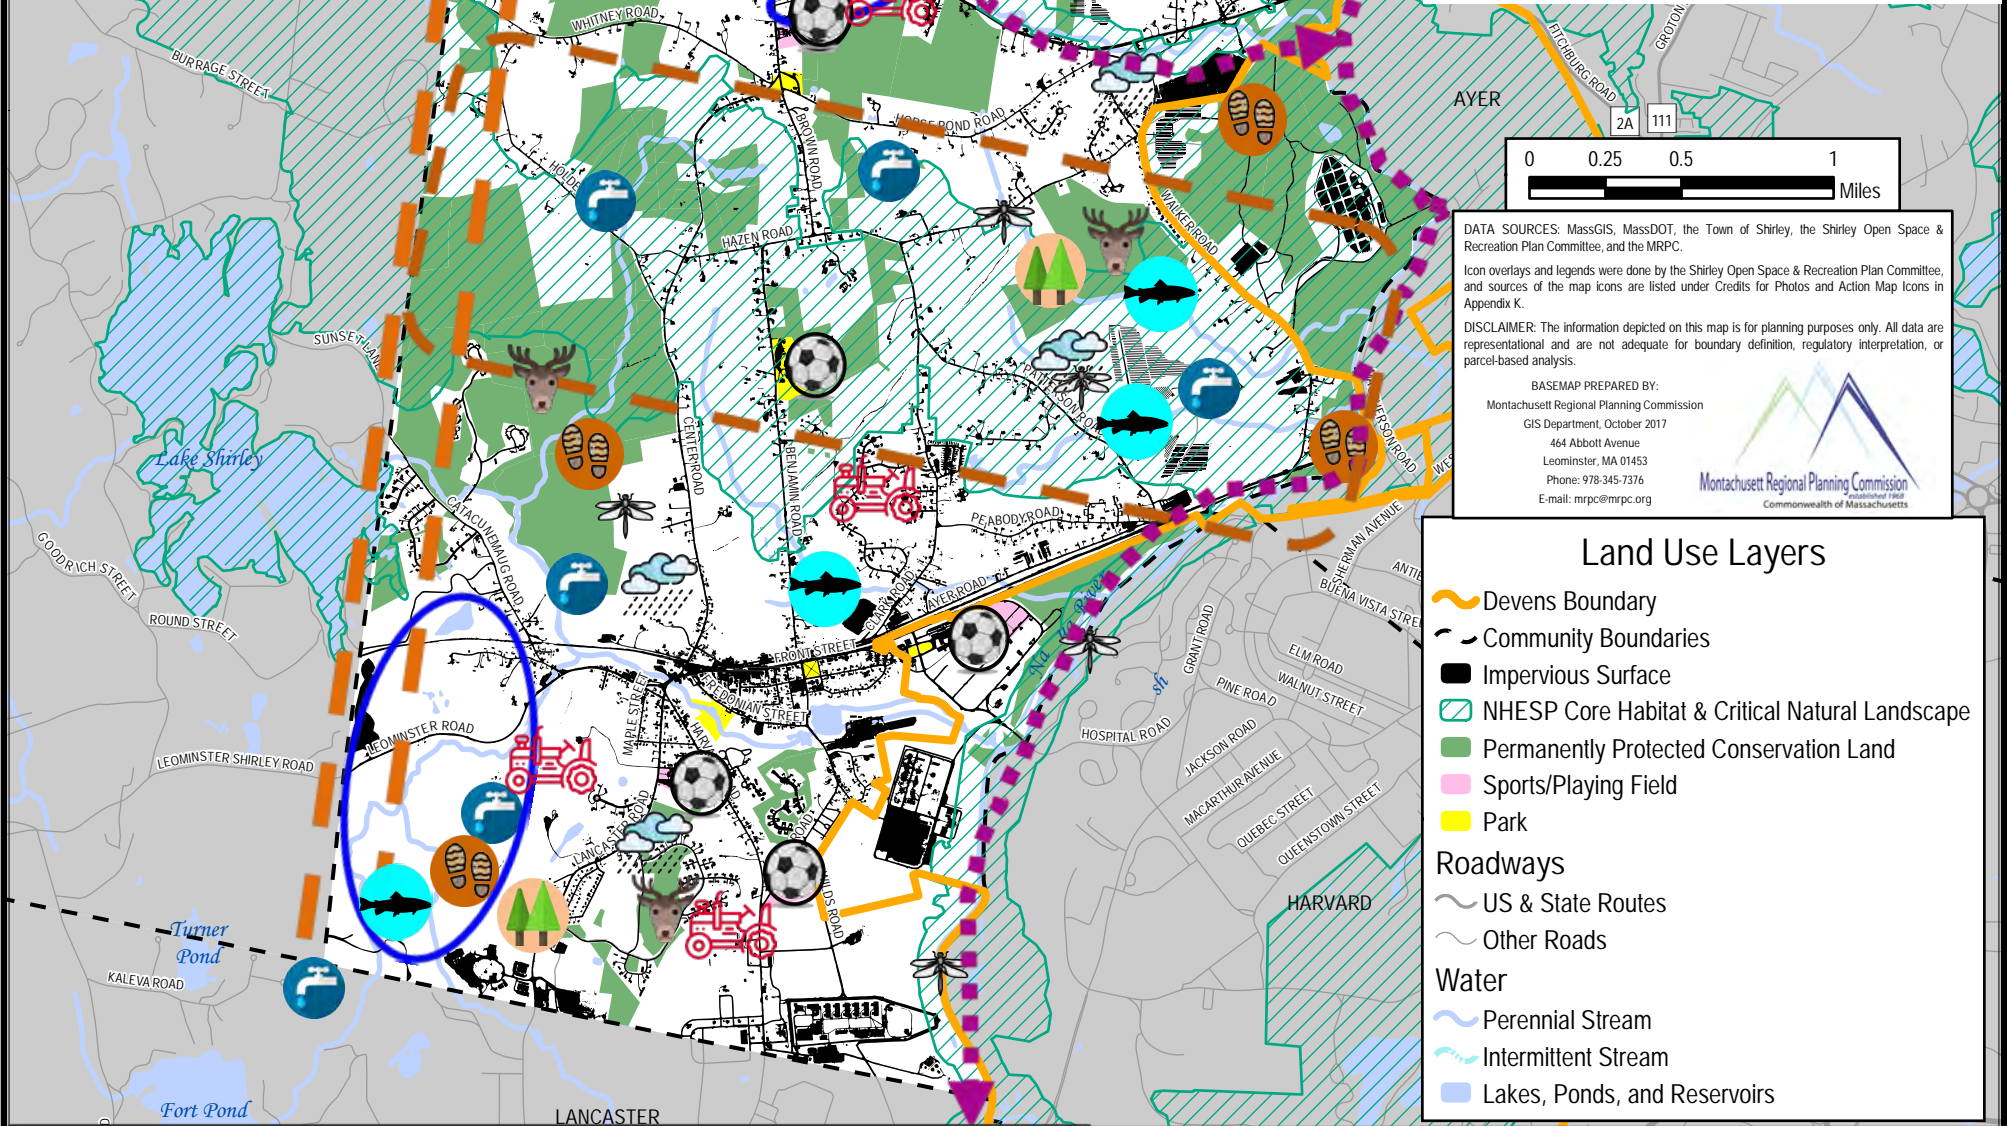 WHITNEY ROAD
BURRAGE STREET
FITCHBURG ROAD
GROTON
AYER
2A
111
HORSE POND ROAD
BROWN ROAD
HOLDE
WALKER ROAD
HAZEN ROAD
SUNSET LANE
Lake Shirley
CENTER ROAD
BENJAMIN ROAD
PATTERSON ROAD
CATACUNEMAUG ROAD
PEABODY ROAD
GOODRICH STREET
ROUND STREET
CLARK ROAD
AYER ROAD
FRONT STREET
FREDONIAN STREET
MAPLE STREET
LEOMINSTER ROAD
LEOMINSTER SHIRLEY ROAD
LANCASTER ROAD
SHERMAN AVENUE
BUENA VISTA STREE
GRANT ROAD
ELM ROAD
WALNUT STREET
PINE ROAD
HOSPITAL ROAD
JACKSON ROAD
MACARTHUR AVENUE
QUEBEC STREET
QUEENSTOWN STREET
Na
sh
River
HARVARD
Turner
Pond
KALEVA ROAD
Fort Pond
LANCASTER
0 0.25 0.5 1
Miles
DATA SOURCES: MassGIS, MassDOT, the Town of Shirley, the Shirley Open Space &
Recreation Plan Committee, and the MRPC.
Icon overlays and legends were done by the Shirley Open Space & Recreation Plan Committee,
and sources of the map icons are listed under Credits for Photos and Action Map Icons in
Appendix K.
DISCLAIMER: The information depicted on this map is for planning purposes only. All data are
representational and are not adequate for boundary definition, regulatory interpretation, or
parcel-based analysis.
BASEMAP PREPARED BY:
Montachusett Regional Planning Commission
GIS Department, October 2017
464 Abbott Avenue
Leominster, MA 01453
Phone: 978-345-7376
E-mail: mrpc@mrpc.org
Montachusett Regional Planning Commission
established 1968
Commonwealth of Massachusetts
Land Use Layers
Devens Boundary
Community Boundaries
Impervious Surface
NHESP Core Habitat & Critical Natural Landscape
Permanently Protected Conservation Land
Sports/Playing Field
Park
Roadways
US & State Routes
Other Roads
Water
Perennial Stream
Intermittent Stream
Lakes, Ponds, and Reservoirs